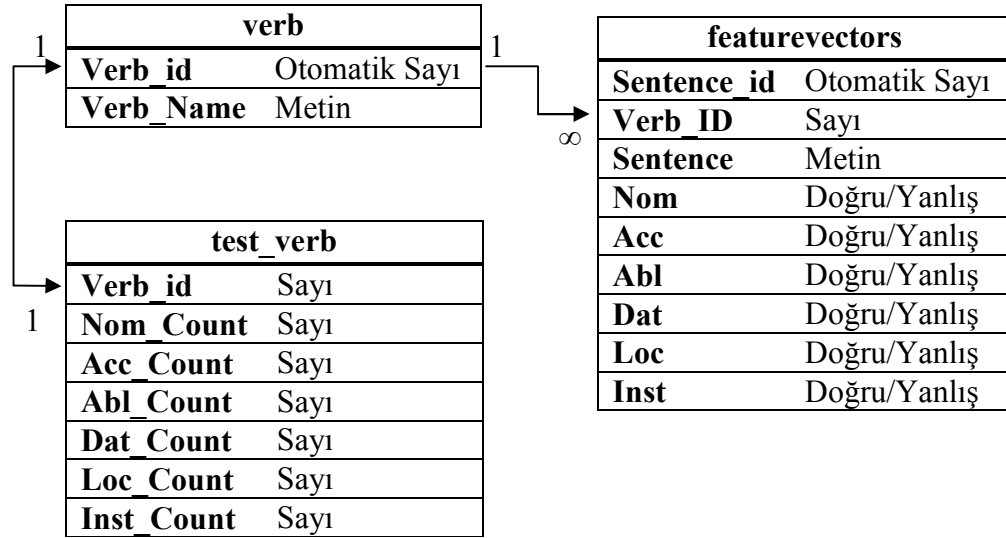 verb
1
1
Verb_id Otomatik Sayı
Verb_Name Metin
featurevectors
Sentence_id Otomatik Sayı
Verb_ID Sayı
∞
Sentence Metin
Nom Doğru/Yanlış
Acc Doğru/Yanlış
Abl Doğru/Yanlış
Dat Doğru/Yanlış
Loc Doğru/Yanlış
Inst Doğru/Yanlış
test_verb
Verb_id Sayı
1
Nom_Count Sayı
Acc_Count Sayı
Abl_Count Sayı
Dat_Count Sayı
Loc_Count Sayı
Inst_Count Sayı